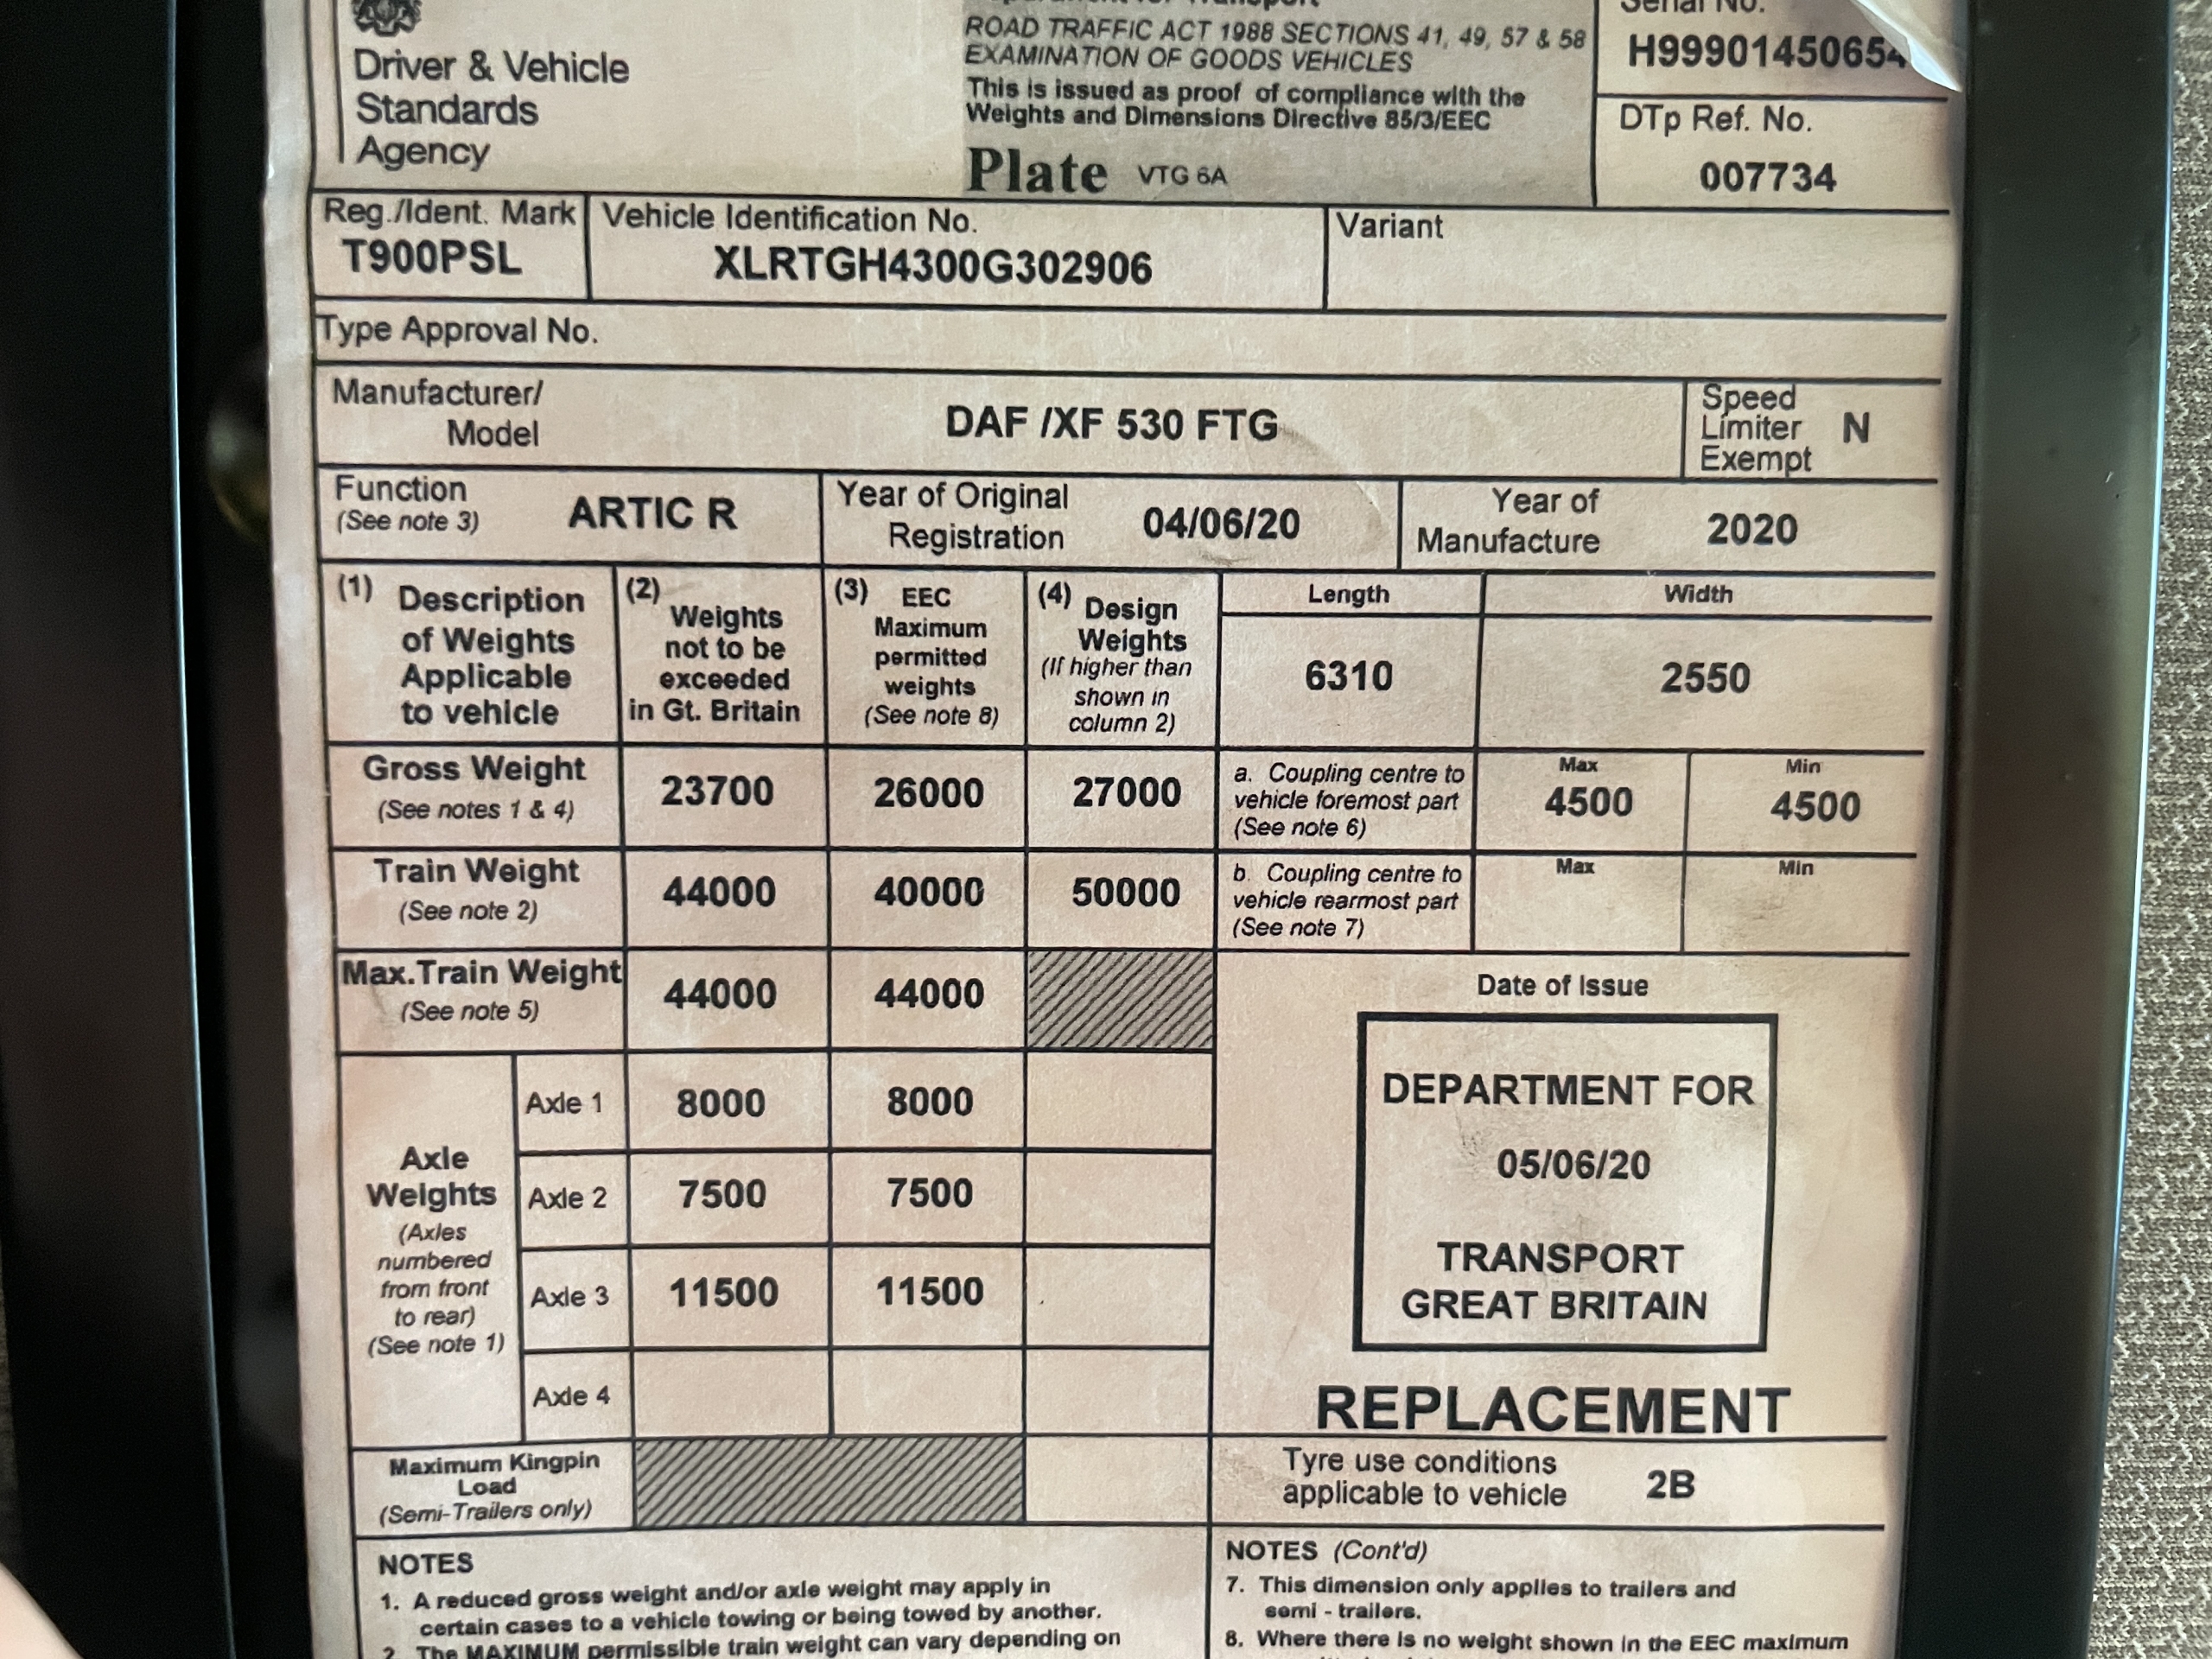 Driver & Vehicle
Standards
Agency
ROAD TRAFFIC ACT 1988 SECTIONS 41, 49, 57 & 58
EXAMINATION OF GOODS VEHICLES
This is issued as proof of compliance with the
Weights and Dimensions Directive 85/3/EEC
Plate VTG 6A
Serial No.
H99901450654
DTp Ref. No.
007734
Reg./Ident. Mark
T900PSL
Vehicle Identification No.
XLRTGH4300G302906
Variant
Type Approval No.
Manufacturer/
Model
DAF /XF 530 FTG
Speed
Limiter
Exempt
N
Function
(See note 3)
ARTIC R
Year of Original
Registration
04/06/20
Year of
Manufacture
2020
(1) Description
of Weights
Applicable
to vehicle
(2) Weights
not to be
exceeded
in Gt. Britain
(3) EEC
Maximum
permitted
weights
(See note 8)
(4) Design
Weights
(If higher than
shown in
column 2)
Length
6310
Width
2550
Gross Weight
(See notes 1 & 4)
23700
26000
27000
a. Coupling centre to
vehicle foremost part
(See note 6)
Max
4500
Min
4500
Train Weight
(See note 2)
44000
40000
50000
b. Coupling centre to
vehicle rearmost part
(See note 7)
Max
Min
Max.Train Weight
(See note 5)
44000
44000
Axle
Weights
(Axles
numbered
from front
to rear)
(See note 1)
Axle 1
8000
8000
Axle 2
7500
7500
Axle 3
11500
11500
Axle 4
Date of Issue
DEPARTMENT FOR
05/06/20
TRANSPORT
GREAT BRITAIN
REPLACEMENT
Maximum Kingpin
Load
(Semi-Trailers only)
Tyre use conditions
applicable to vehicle
2B
NOTES
1. A reduced gross weight and/or axle weight may apply in
certain cases to a vehicle towing or being towed by another.
2. The MAXIMUM permissible train weight can vary depending on
NOTES (Cont'd)
7. This dimension only applies to trailers and
semi - trailers.
8. Where there is no weight shown in the EEC maximum